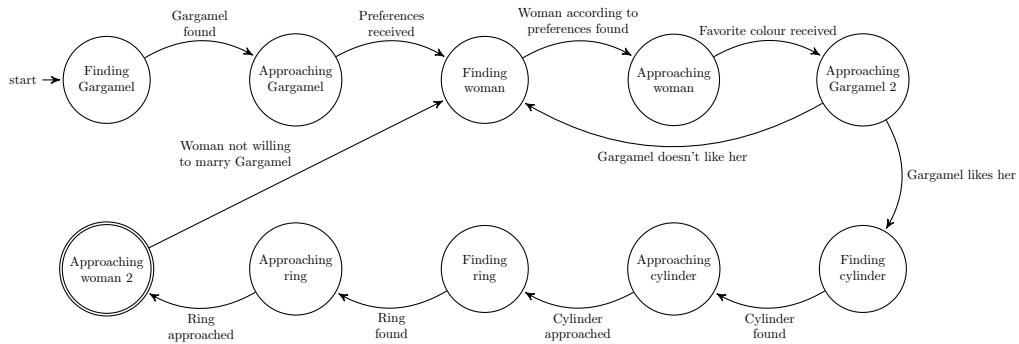 Gargamel
found
Preferences
received
Woman according to
preferences found
Favorite colour received
start
Finding
Gargamel
Approaching
Gargamel
Finding
woman
Approaching
woman
Approaching
Gargamel 2
Woman not willing
to marry Gargamel
Gargamel doesn't like her
Gargamel likes her
Approaching
woman 2
Approaching
ring
Finding
ring
Approaching
cylinder
Finding
cylinder
Ring
approached
Ring
found
Cylinder
approached
Cylinder
found